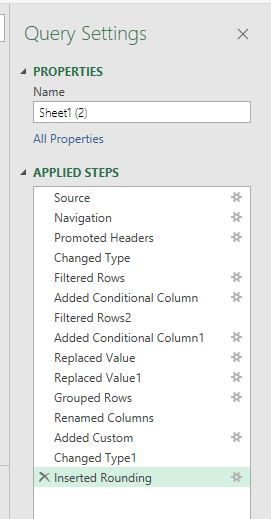 Query Settings
PROPERTIES
Name
Sheet1 (2)
All Properties
APPLIED STEPS
Source
Navigation
Promoted Headers
Changed Type
Filtered Rows
Added Conditional Column
Filtered Rows2
Added Conditional Column1
Replaced Value
Replaced Value1
Grouped Rows
Renamed Columns
Added Custom
Changed Type1
Inserted Rounding